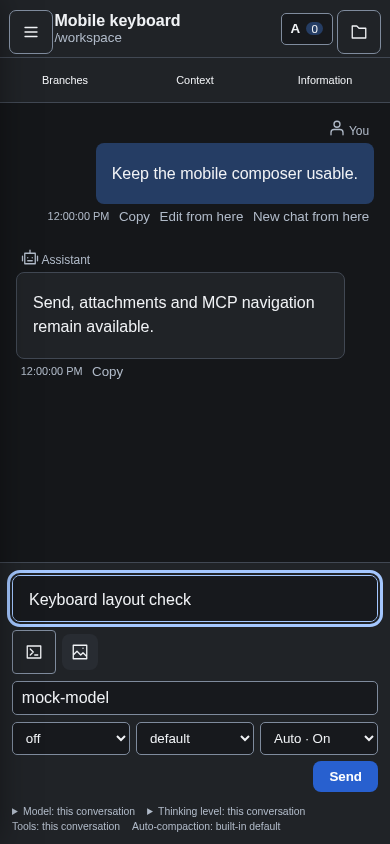 Mobile keyboard
/workspace
A 0
Branches Context Information
You
Keep the mobile composer usable.
12:00:00 PM Copy Edit from here New chat from here
Assistant
Send, attachments and MCP navigation
remain available.
12:00:00 PM Copy
Keyboard layout check
mock-model
off default Auto · On
Send
Model: this conversation Thinking level: this conversation
Tools: this conversation Auto-compaction: built-in default